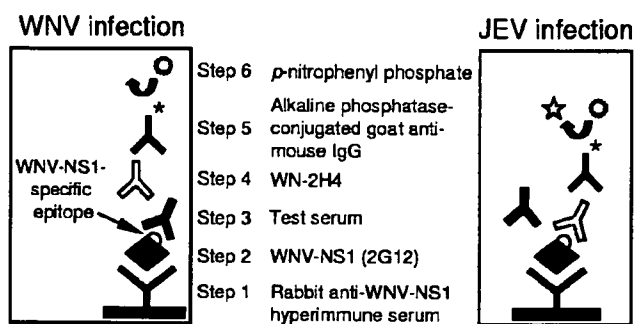 WNV infection
JEV infection
Step 6 p-nitrophenyl phosphate
Step 5 Alkaline phosphatase-
conjugated goat anti-
mouse IgG
WNV-NS1-
specific
epitope
Step 4 WN-2H4
Step 3 Test serum
Step 2 WNV-NS1 (2G12)
Step 1 Rabbit anti-WNV-NS1
hyperimmune serum
*
*